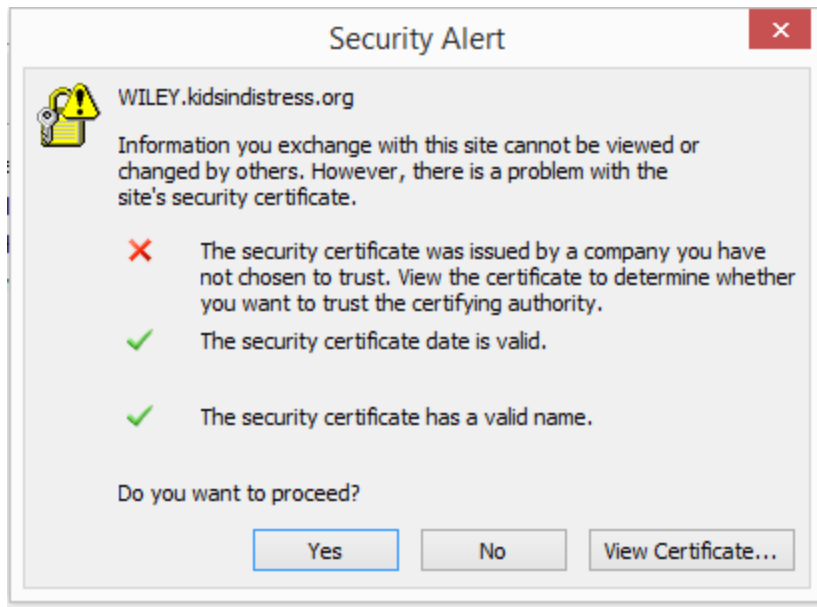 Security Alert
WILEY.kidsindistress.org
Information you exchange with this site cannot be viewed or
changed by others. However, there is a problem with the
site's security certificate.
The security certificate was issued by a company you have
not chosen to trust. View the certificate to determine whether
you want to trust the certifying authority.
The security certificate date is valid.
The security certificate has a valid name.
Do you want to proceed?
Yes
No
View Certificate...